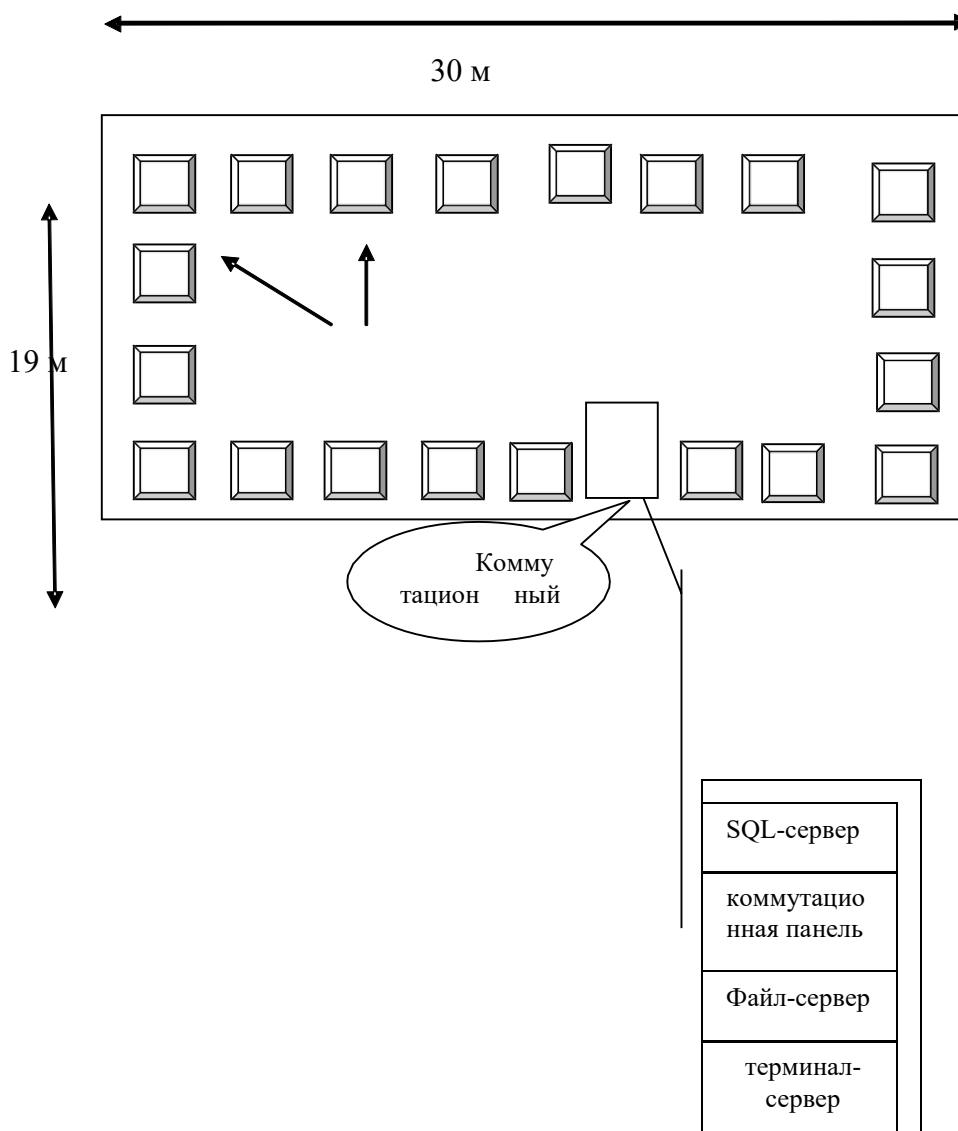 30 м
19 м
Комму
тацион ный
SQL-сервер
коммутацио
нная панель
Файл-сервер
терминал-
сервер